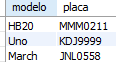 modelo placa
HB20 MMM0211
Uno KDJ9999
March JNL0558